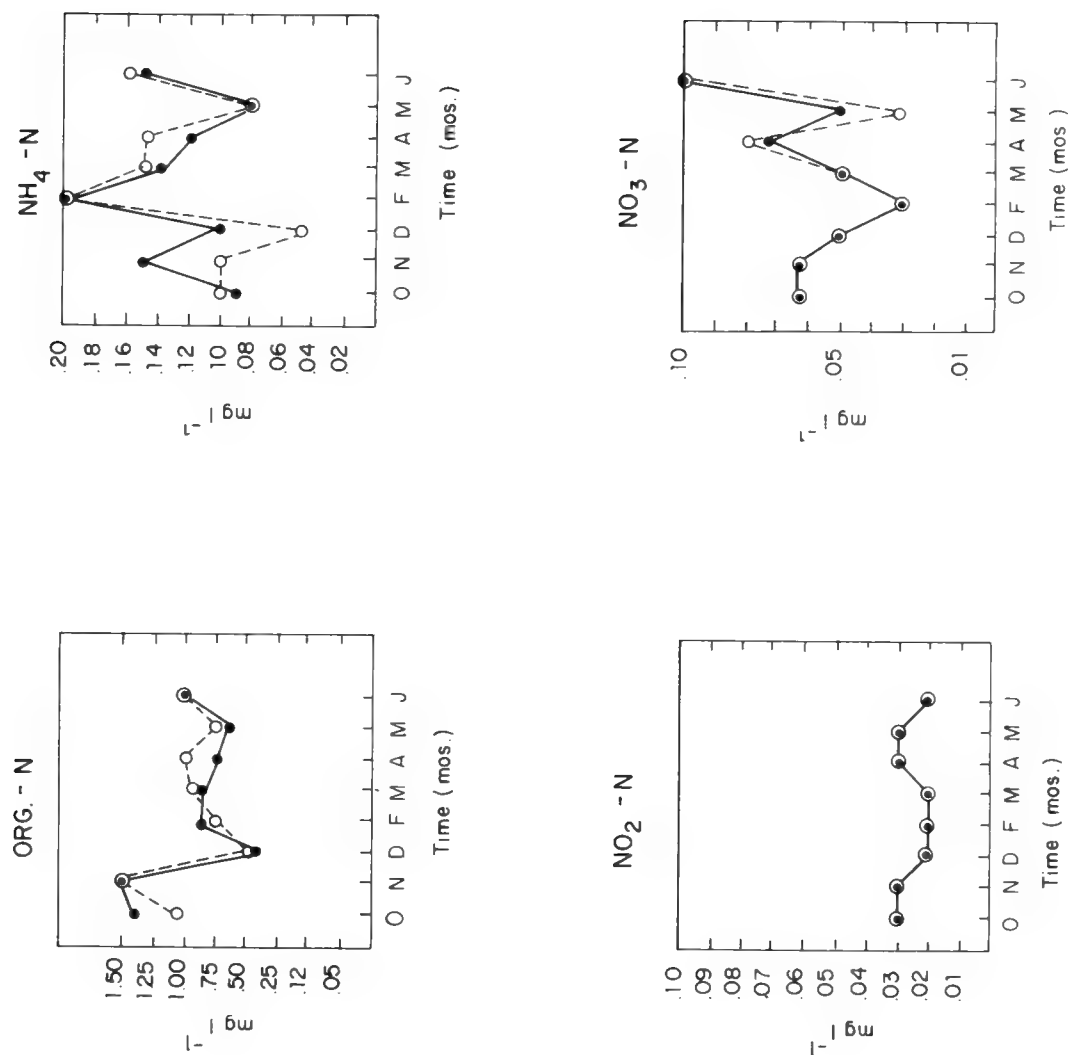 ORG. - N
1.50
1.25
1.00
.75
.50
.12
.05
mg l⁻¹
O N D F M A M J
Time (mos.)
NH₄ - N
.20
.18
.16
.14
.12
.10
.08
.06
.04
.02
mg l⁻¹
O N D F M A M J
Time (mos.)
NO₂ - N
.10
.09
.08
.07
.06
.05
.04
.03
.02
.01
mg l⁻¹
O N D F M A M J
Time (mos.)
NO₃ - N
.10
.05
.01
mg l⁻¹
O N D F M A M J
Time (mos)